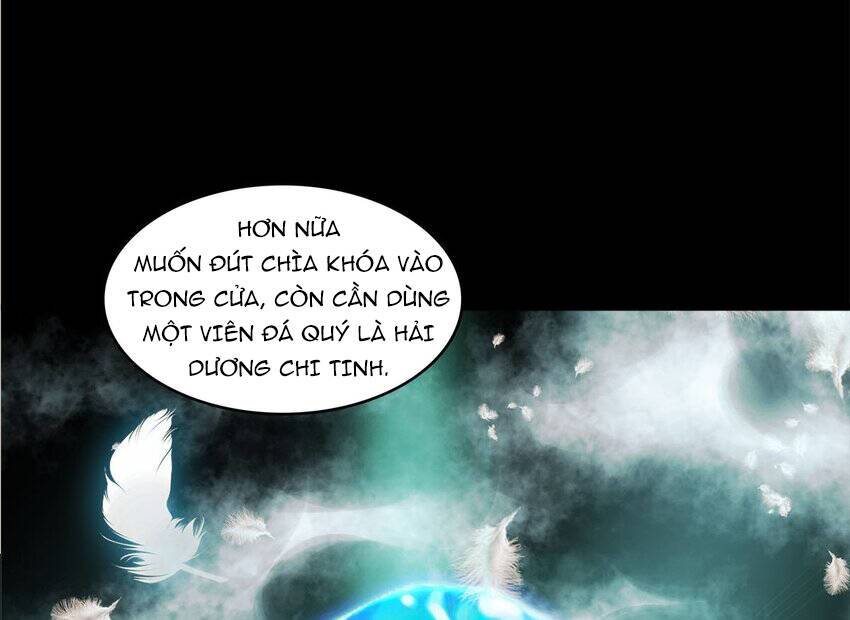 HƠN NỮA
MUỐN ĐÚT CHÌA KHÓA VÀO
TRONG CỬA, CÒN CẦN DÙNG
MỘT VIÊN ĐÁ QUÝ LÀ HẢI
DƯƠNG CHI TINH.